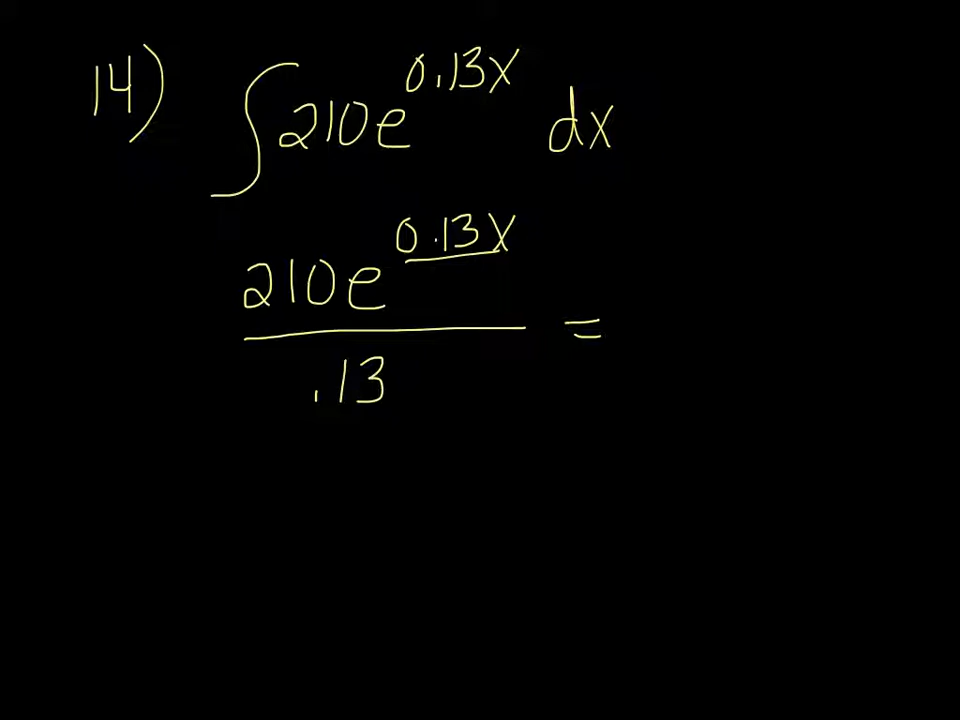 14) ∫210e^{0.13x} dx
210e^{0.13x}
/ .13 =